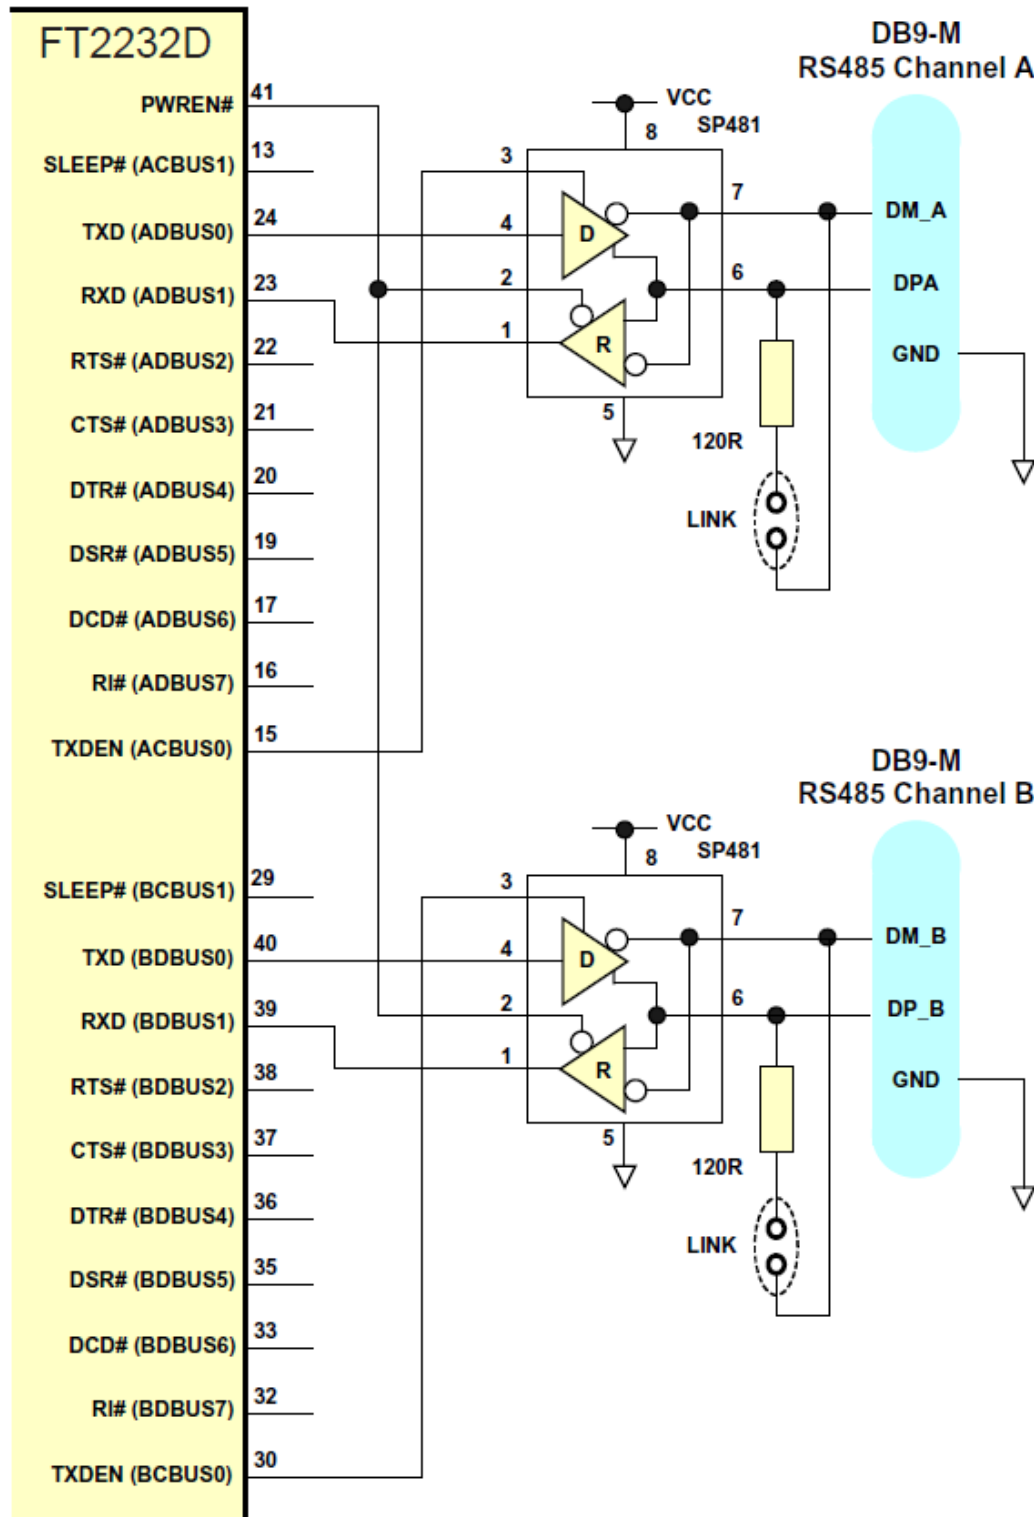 FT2232D
DB9-M
RS485 Channel A
PWREN#
41
VCC
SP481
8
SLEEP# (ACBUS1)
13
3
7
DM_A
TXD (ADBUS0)
24
4
D
6
DPA
RXD (ADBUS1)
23
2
1
R
GND
RTS# (ADBUS2)
22
5
120R
CTS# (ADBUS3)
21
DTR# (ADBUS4)
20
LINK
DSR# (ADBUS5)
19
DCD# (ADBUS6)
17
RI# (ADBUS7)
16
TXDEN (ACBUS0)
15
DB9-M
RS485 Channel B
VCC
SP481
8
SLEEP# (BCBUS1)
29
3
7
DM_B
TXD (BDBUS0)
40
4
D
6
DP_B
RXD (BDBUS1)
39
2
1
R
GND
RTS# (BDBUS2)
38
5
120R
CTS# (BDBUS3)
37
DTR# (BDBUS4)
36
LINK
DSR# (BDBUS5)
35
DCD# (BDBUS6)
33
RI# (BDBUS7)
32
TXDEN (BCBUS0)
30